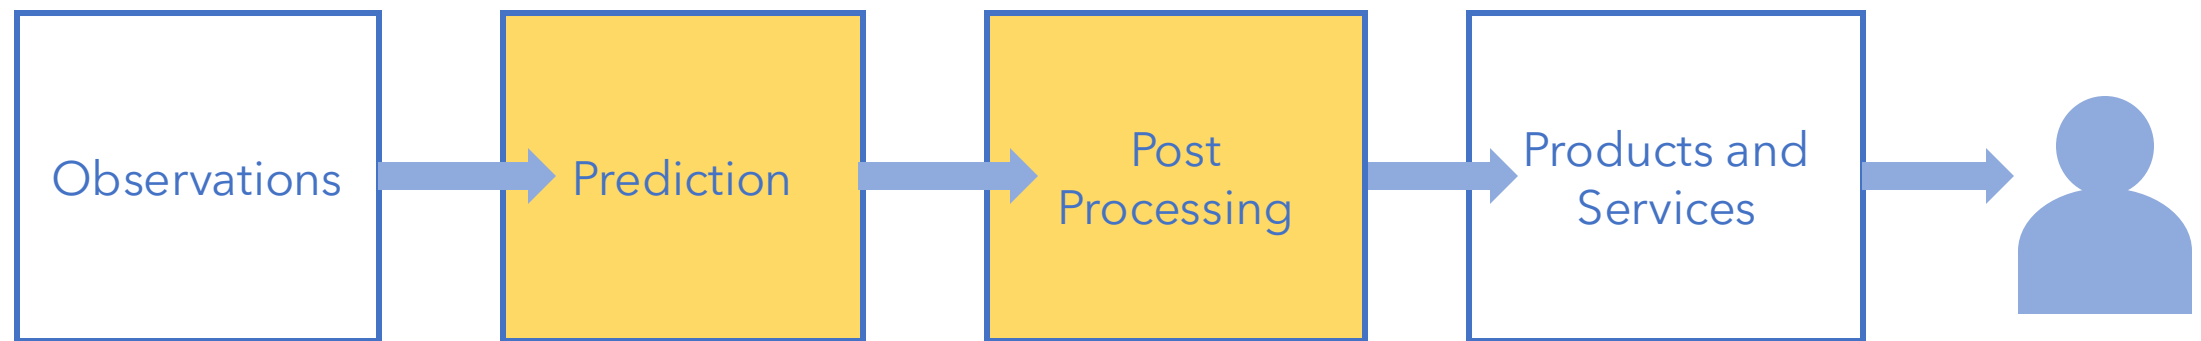 Observations
Prediction
Post
Processing
Products and
Services